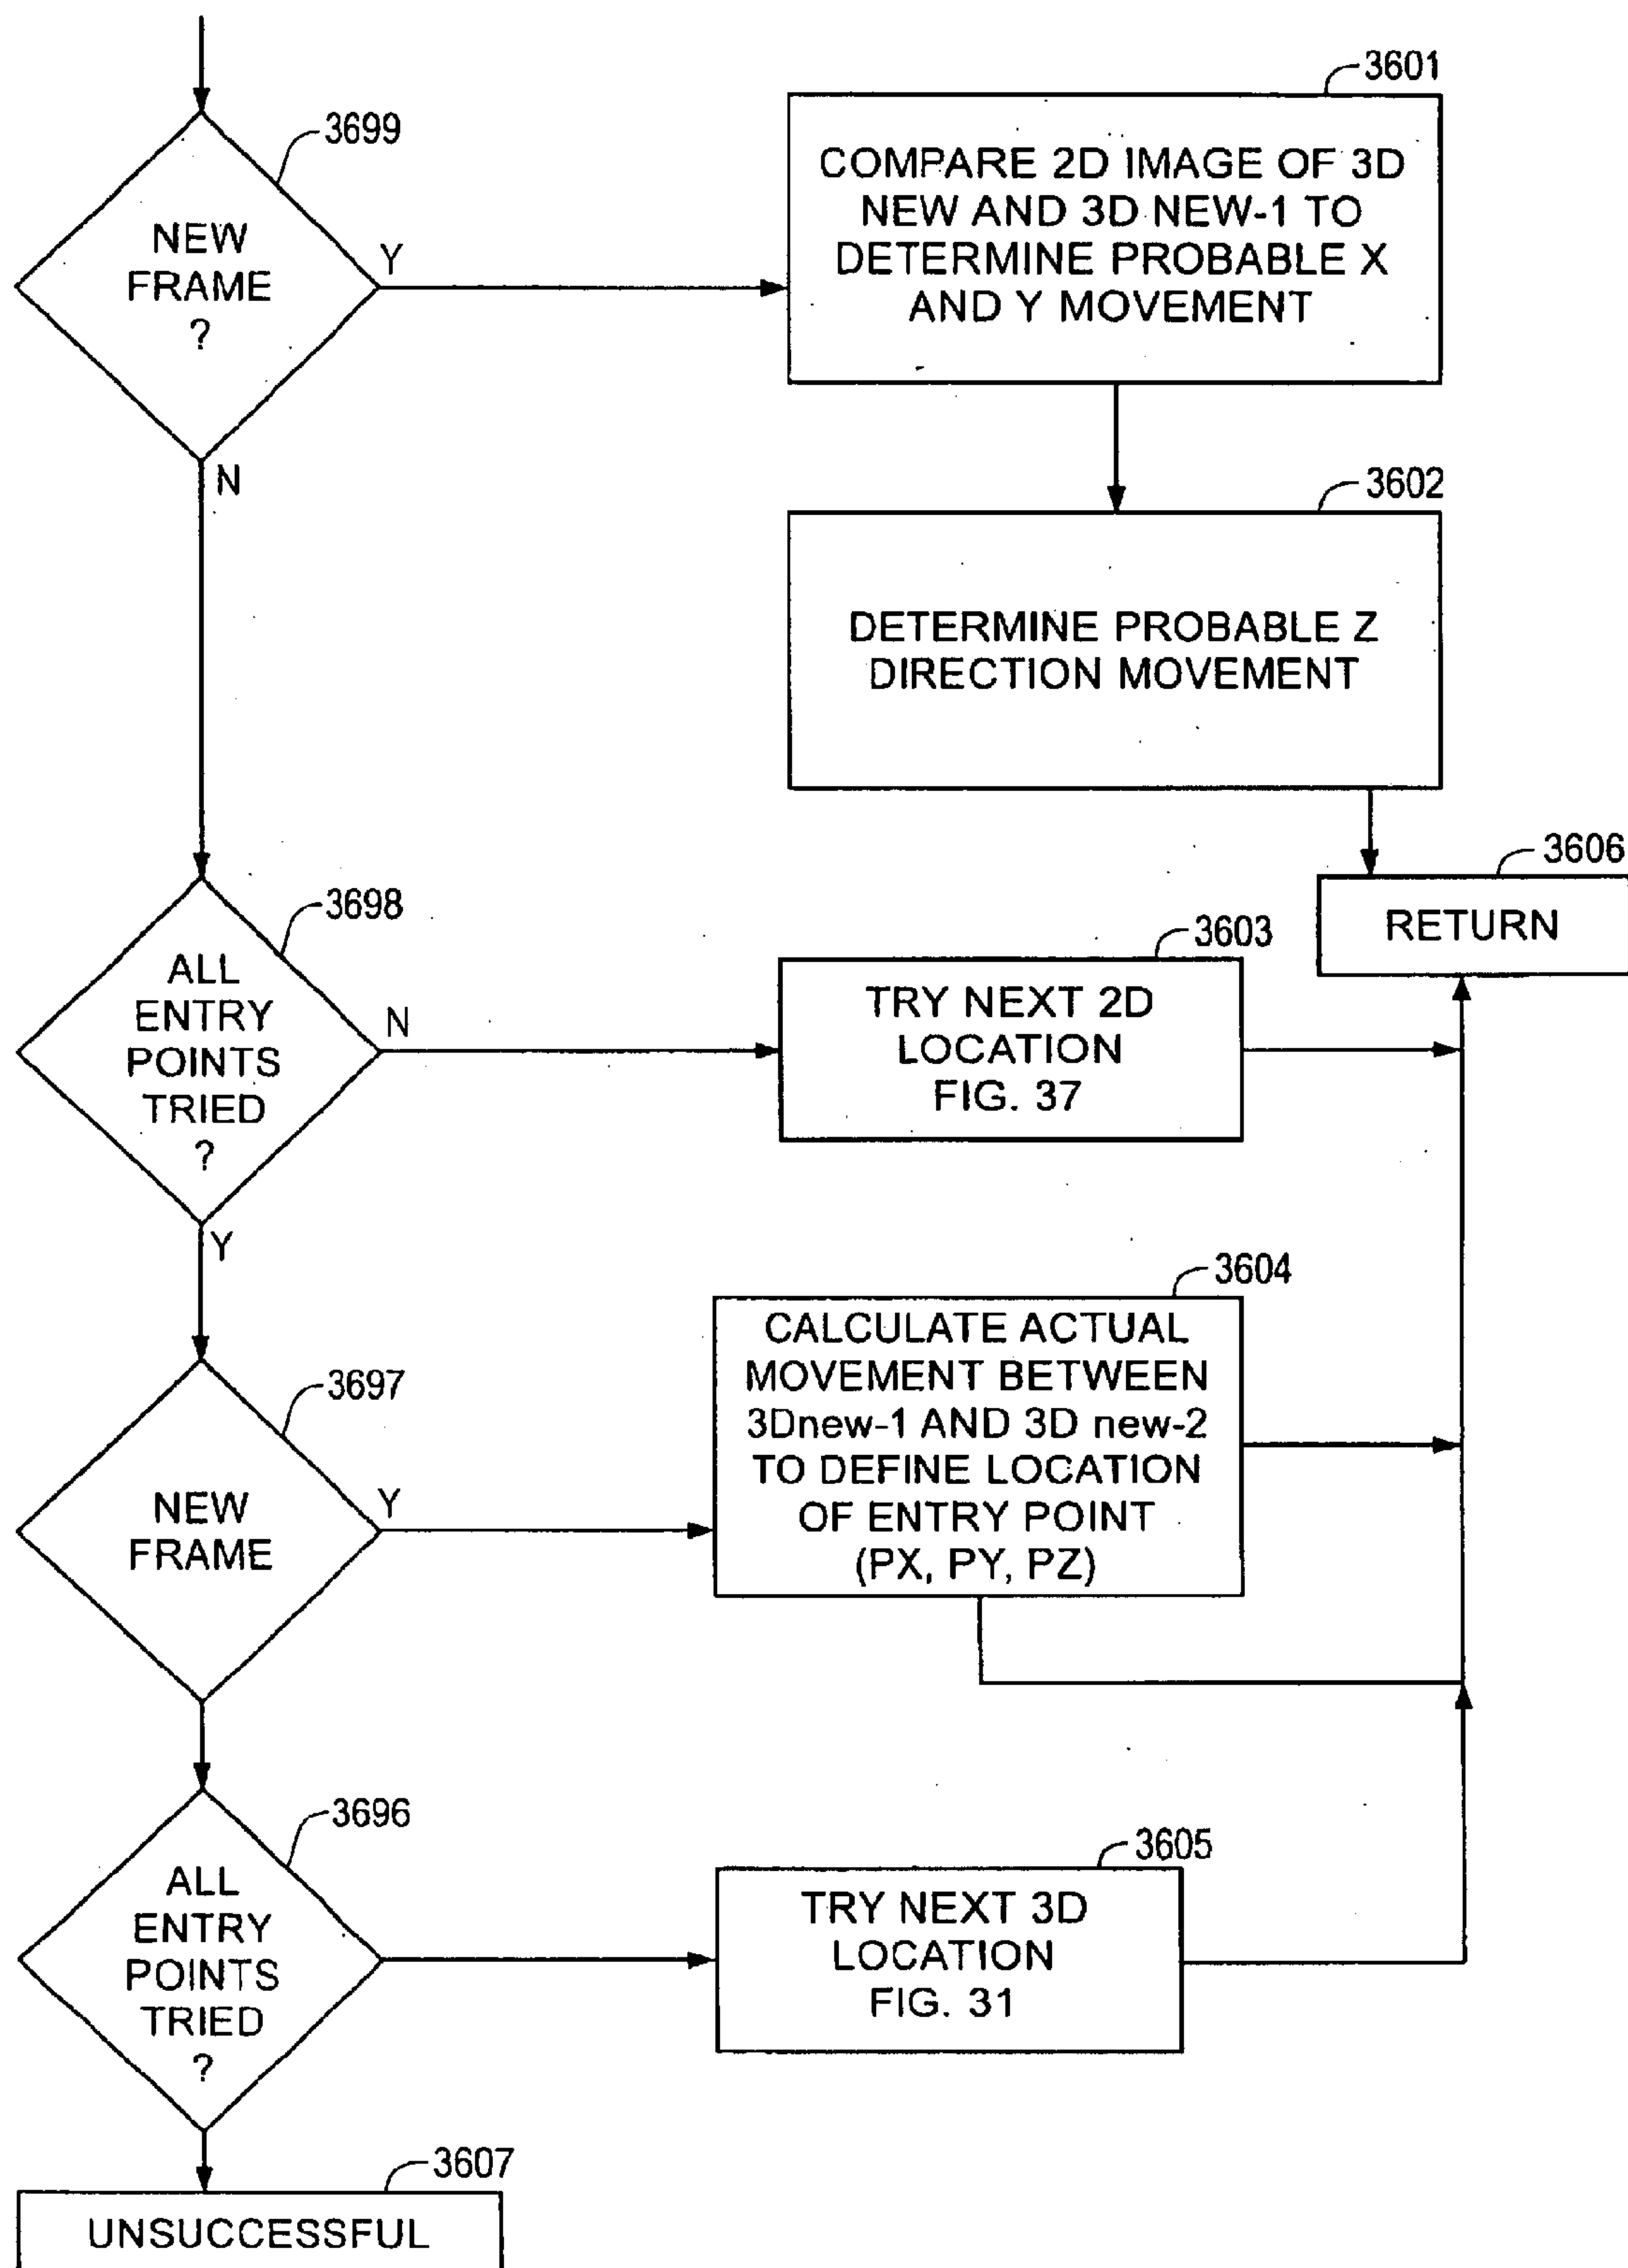 3699
NEW
FRAME
?
Y
N
3601
COMPARE 2D IMAGE OF 3D
NEW AND 3D NEW-1 TO
DETERMINE PROBABLE X
AND Y MOVEMENT
3602
DETERMINE PROBABLE Z
DIRECTION MOVEMENT
3606
RETURN
3698
ALL
ENTRY
POINTS
TRIED
?
N
Y
3603
TRY NEXT 2D
LOCATION
FIG. 37
3697
NEW
FRAME
Y
3604
CALCULATE ACTUAL
MOVEMENT BETWEEN
3Dnew-1 AND 3D new-2
TO DEFINE LOCATION
OF ENTRY POINT
(PX, PY, PZ)
3696
ALL
ENTRY
POINTS
TRIED
?
3605
TRY NEXT 3D
LOCATION
FIG. 31
3607
UNSUCCESSFUL